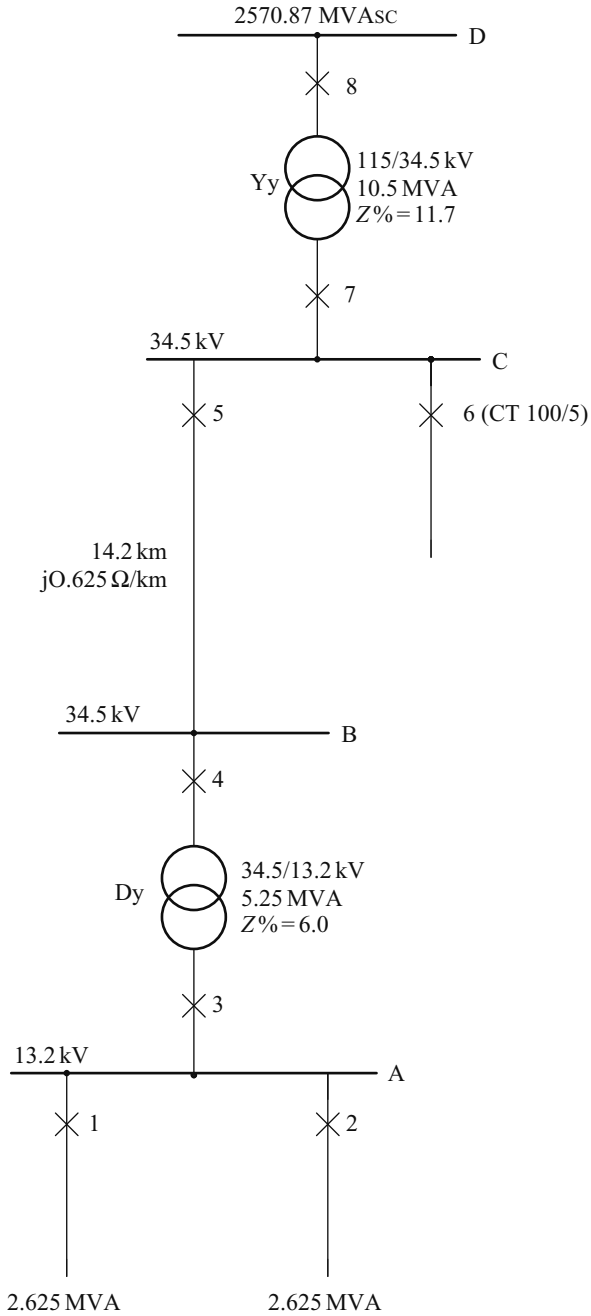 2570.87 MVASC
D
8
Yy
115/34.5 kV
10.5 MVA
Z% = 11.7
7
34.5 kV
C
5
6 (CT 100/5)
14.2 km
jO.625 Ω/km
34.5 kV
B
4
Dy
34.5/13.2 kV
5.25 MVA
Z% = 6.0
3
13.2 kV
A
1
2
2.625 MVA
2.625 MVA